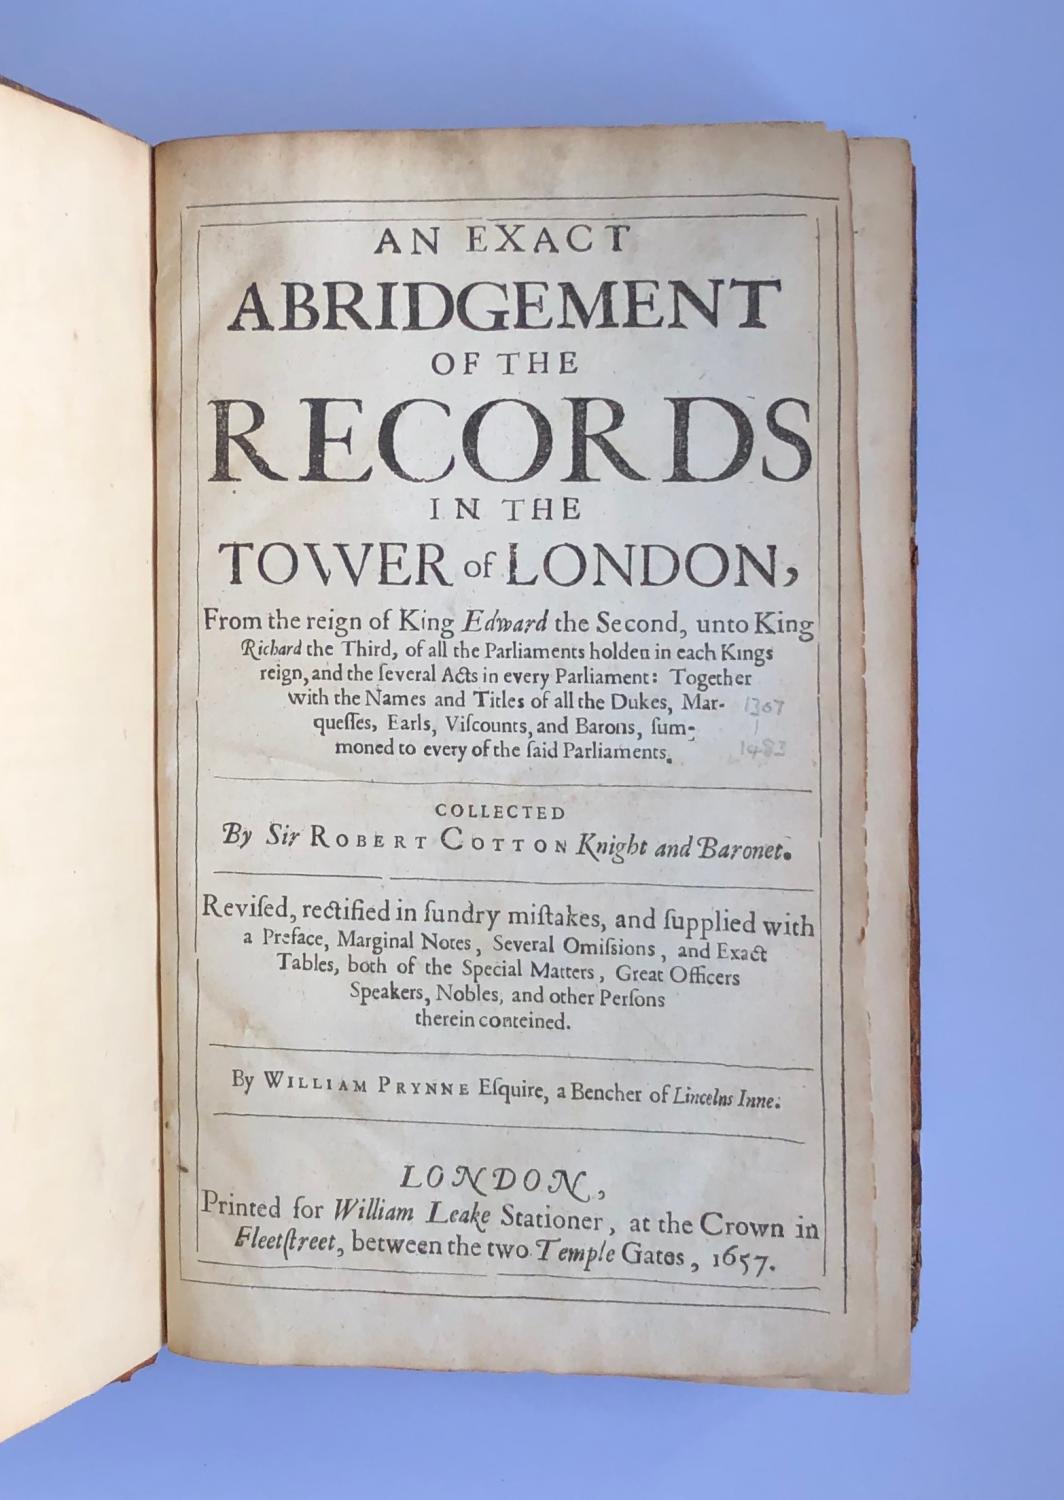 AN EXACT
ABRIDGEMENT
OF THE
RECORDS
IN THE
TOWER of LONDON,
From the reign of King Edward the Second, unto King
Richard the Third, of all the Parliaments holden in each Kings
reign, and the ſeveral Acts in every Parliament: Together
with the Names and Titles of all the Dukes, Mar-
queſſes, Earls, Viſcounts, and Barons, ſum-
moned to every of the ſaid Parliaments.
1307
|
1483
COLLECTED
By Sir ROBERT COTTON Knight and Baronet.
Reviſed, rectified in ſundry miſtakes, and ſupplied with
a Preface, Marginal Notes, Several Omiſsions, and Exact
Tables, both of the Special Matters, Great Officers
Speakers, Nobles, and other Perſons
therein conteined.
By WILLIAM PRYNNE Eſquire, a Bencher of Lincelns Inne.
LONDON,
Printed for William Leake Stationer, at the Crown in
Fleetſtreet, between the two Temple Gates, 1657.